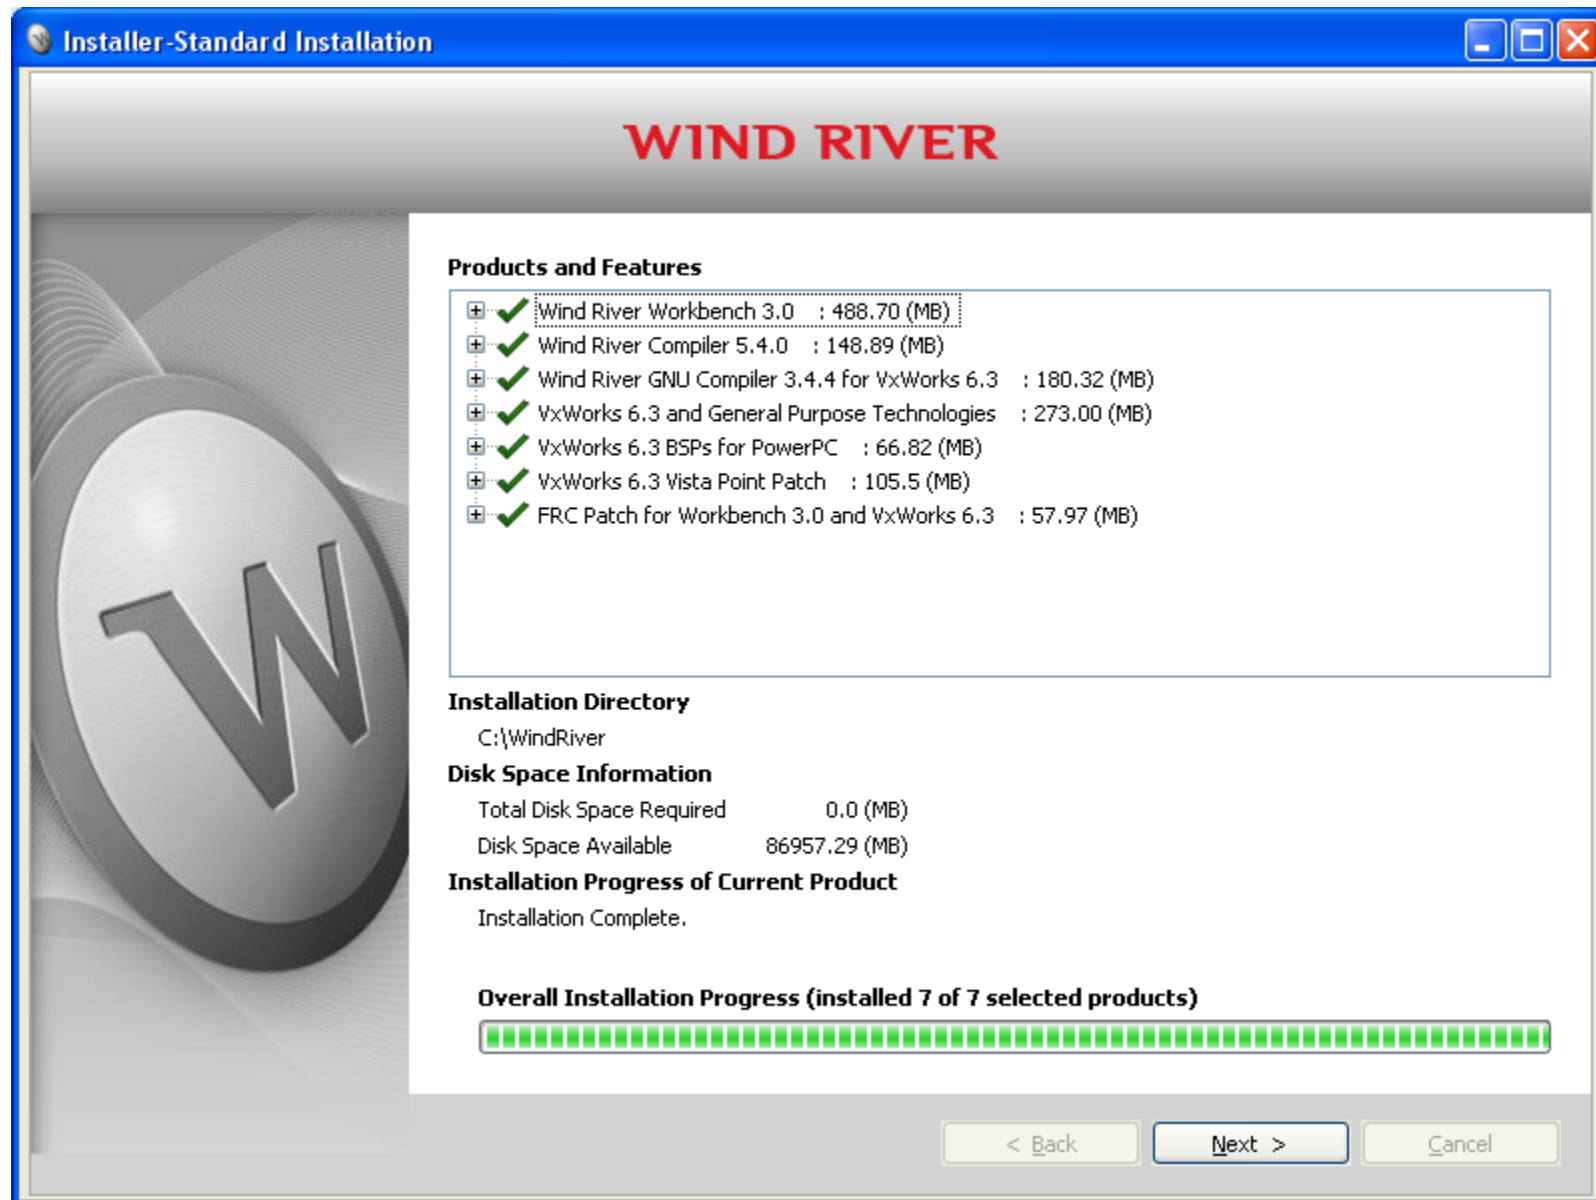 Installer-Standard Installation
WIND RIVER
Products and Features
Wind River Workbench 3.0 : 488.70 (MB)
Wind River Compiler 5.4.0 : 148.89 (MB)
Wind River GNU Compiler 3.4.4 for VxWorks 6.3 : 180.32 (MB)
VxWorks 6.3 and General Purpose Technologies : 273.00 (MB)
VxWorks 6.3 BSPs for PowerPC : 66.82 (MB)
VxWorks 6.3 Vista Point Patch : 105.5 (MB)
FRC Patch for Workbench 3.0 and VxWorks 6.3 : 57.97 (MB)
Installation Directory
C:\WindRiver
Disk Space Information
Total Disk Space Required 0.0 (MB)
Disk Space Available 86957.29 (MB)
Installation Progress of Current Product
Installation Complete.
Overall Installation Progress (installed 7 of 7 selected products)
< Back Next > Cancel